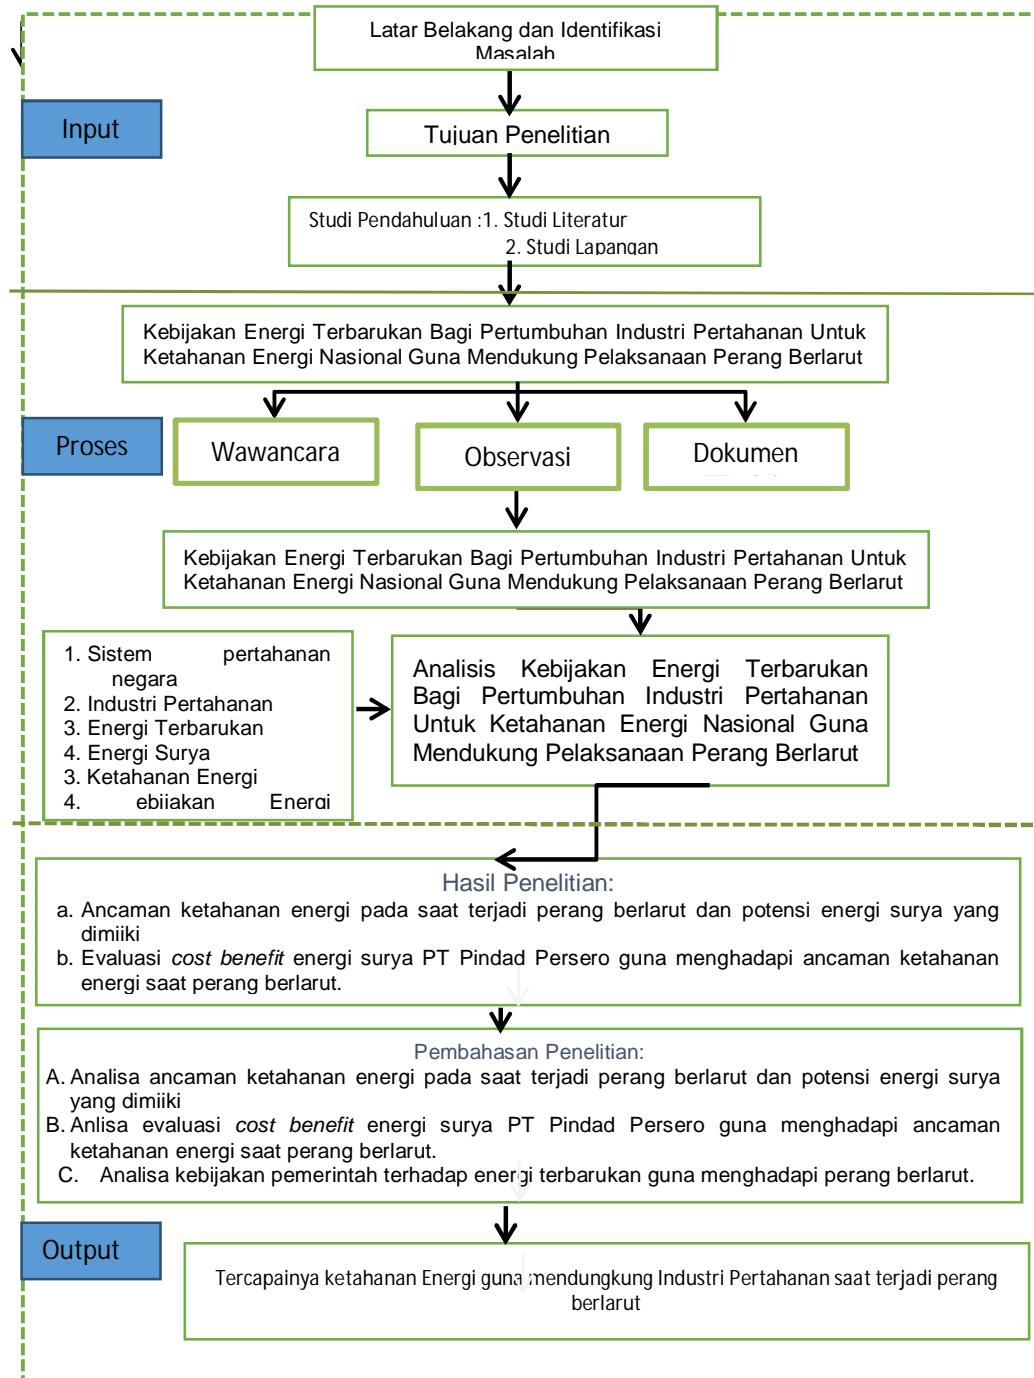 Latar Belakang dan Identifikasi
Masalah
Input
Tujuan Penelitian
Studi Pendahuluan :1. Studi Literatur
2. Studi Lapangan
Kebijakan Energi Terbarukan Bagi Pertumbuhan Industri Pertahanan Untuk
Ketahanan Energi Nasional Guna Mendukung Pelaksanaan Perang Berlarut
Proses
Wawancara
Observasi
Dokumen
Kebijakan Energi Terbarukan Bagi Pertumbuhan Industri Pertahanan Untuk
Ketahanan Energi Nasional Guna Mendukung Pelaksanaan Perang Berlarut
1. Sistem pertahanan
negara
2. Industri Pertahanan
3. Energi Terbarukan
4. Energi Surya
3. Ketahanan Energi
4. ebijakan Energi
Analisis Kebijakan Energi Terbarukan
Bagi Pertumbuhan Industri Pertahanan
Untuk Ketahanan Energi Nasional Guna
Mendukung Pelaksanaan Perang Berlarut
Hasil Penelitian:
a. Ancaman ketahanan energi pada saat terjadi perang berlarut dan potensi energi surya yang
dimiiki
b. Evaluasi cost benefit energi surya PT Pindad Persero guna menghadapi ancaman ketahanan
energi saat perang berlarut.
Pembahasan Penelitian:
A. Analisa ancaman ketahanan energi pada saat terjadi perang berlarut dan potensi energi surya
yang dimiiki
B. Anlisa evaluasi cost benefit energi surya PT Pindad Persero guna menghadapi ancaman
ketahanan energi saat perang berlarut.
C. Analisa kebijakan pemerintah terhadap energi terbarukan guna menghadapi perang berlarut.
Output
Tercapainya ketahanan Energi guna mendungkung Industri Pertahanan saat terjadi perang
berlarut